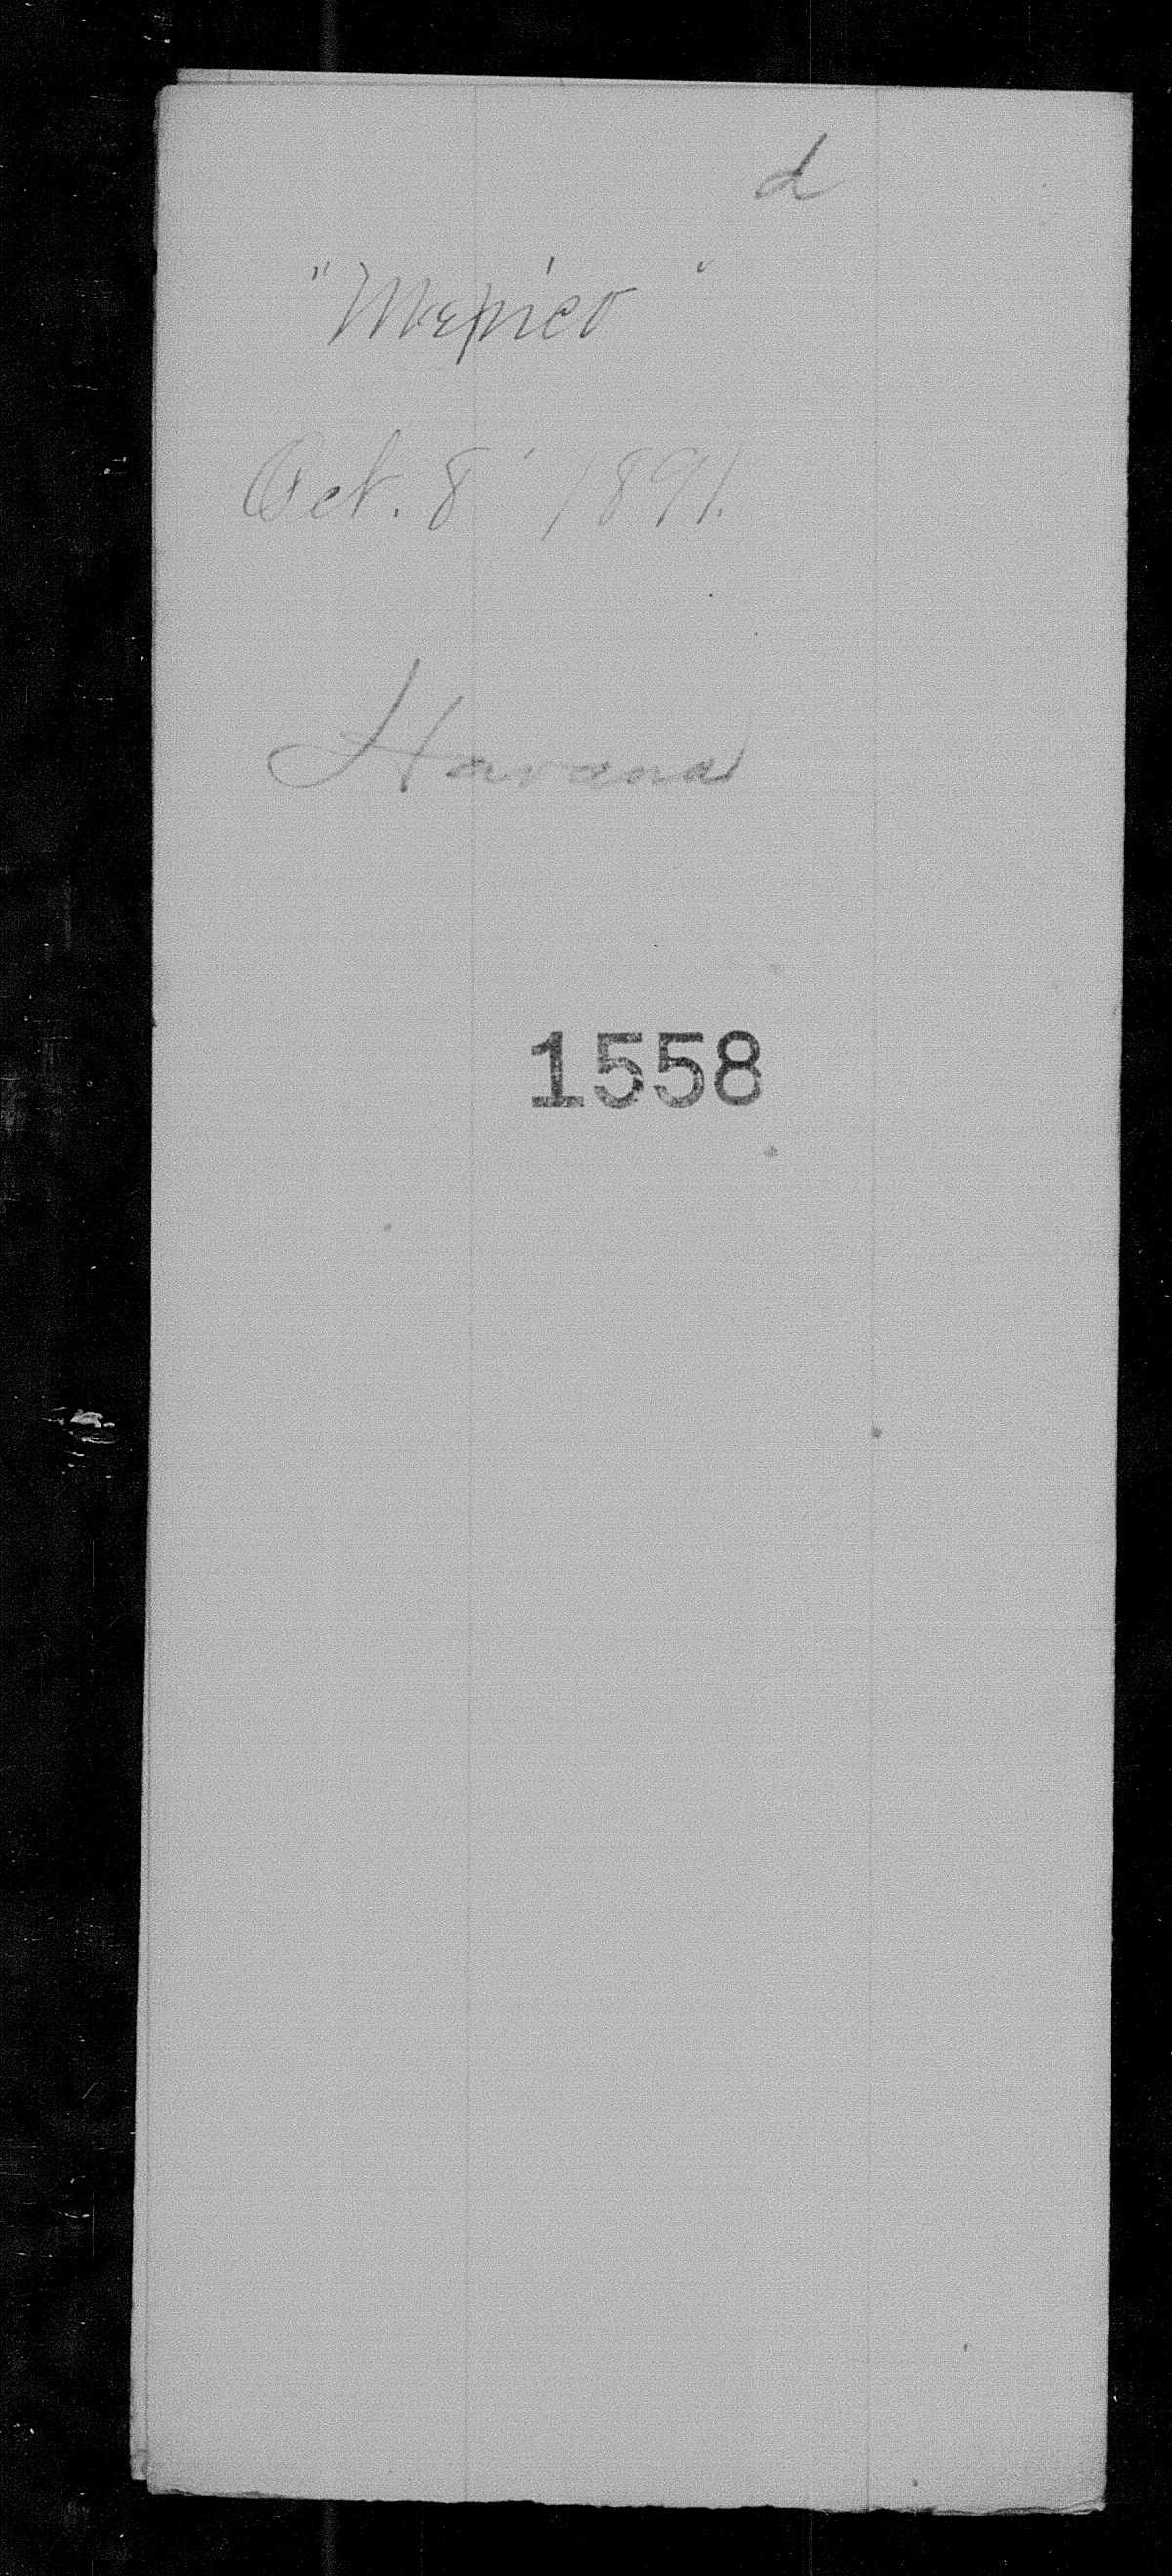 d
"Mexico"
Oct. 8' 1891.
Havana
1558